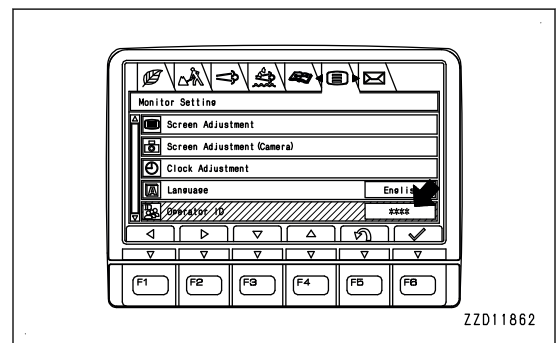 Monitor Setting
Screen Adjustment
Screen Adjustment (Camera)
Clock Adjustment
A Language English
ID Operator ID ****
F1 F2 F3 F4 F5 F6
ZZD11862